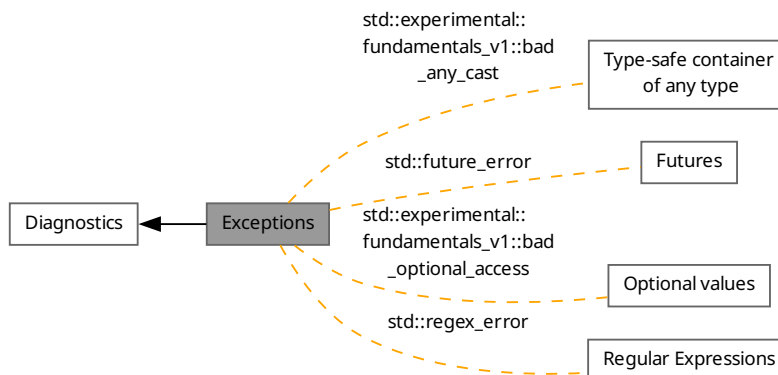 std::experimental::
fundamentals_v1::bad
_any_cast
Type-safe container
of any type
std::future_error
Futures
Diagnostics
Exceptions
std::experimental::
fundamentals_v1::bad
_optional_access
Optional values
std::regex_error
Regular Expressions